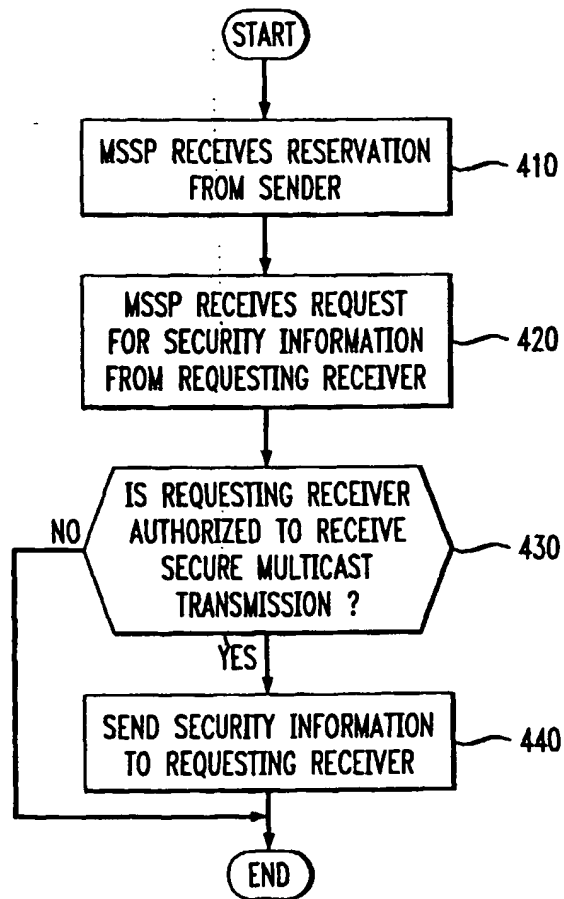 START
MSSP RECEIVES RESERVATION
FROM SENDER
410
MSSP RECEIVES REQUEST
FOR SECURITY INFORMATION
FROM REQUESTING RECEIVER
420
IS REQUESTING RECEIVER
AUTHORIZED TO RECEIVE
SECURE MULTICAST
TRANSMISSION ?
430
NO
YES
SEND SECURITY INFORMATION
TO REQUESTING RECEIVER
440
END